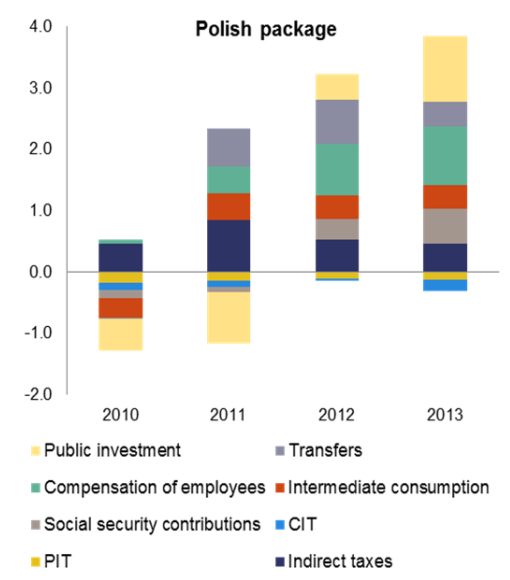 Polish package
4.0
3.0
2.0
1.0
0.0
-1.0
-2.0
2010 2011 2012 2013
Public investment Transfers
Compensation of employees Intermediate consumption
Social security contributions CIT
PIT Indirect taxes